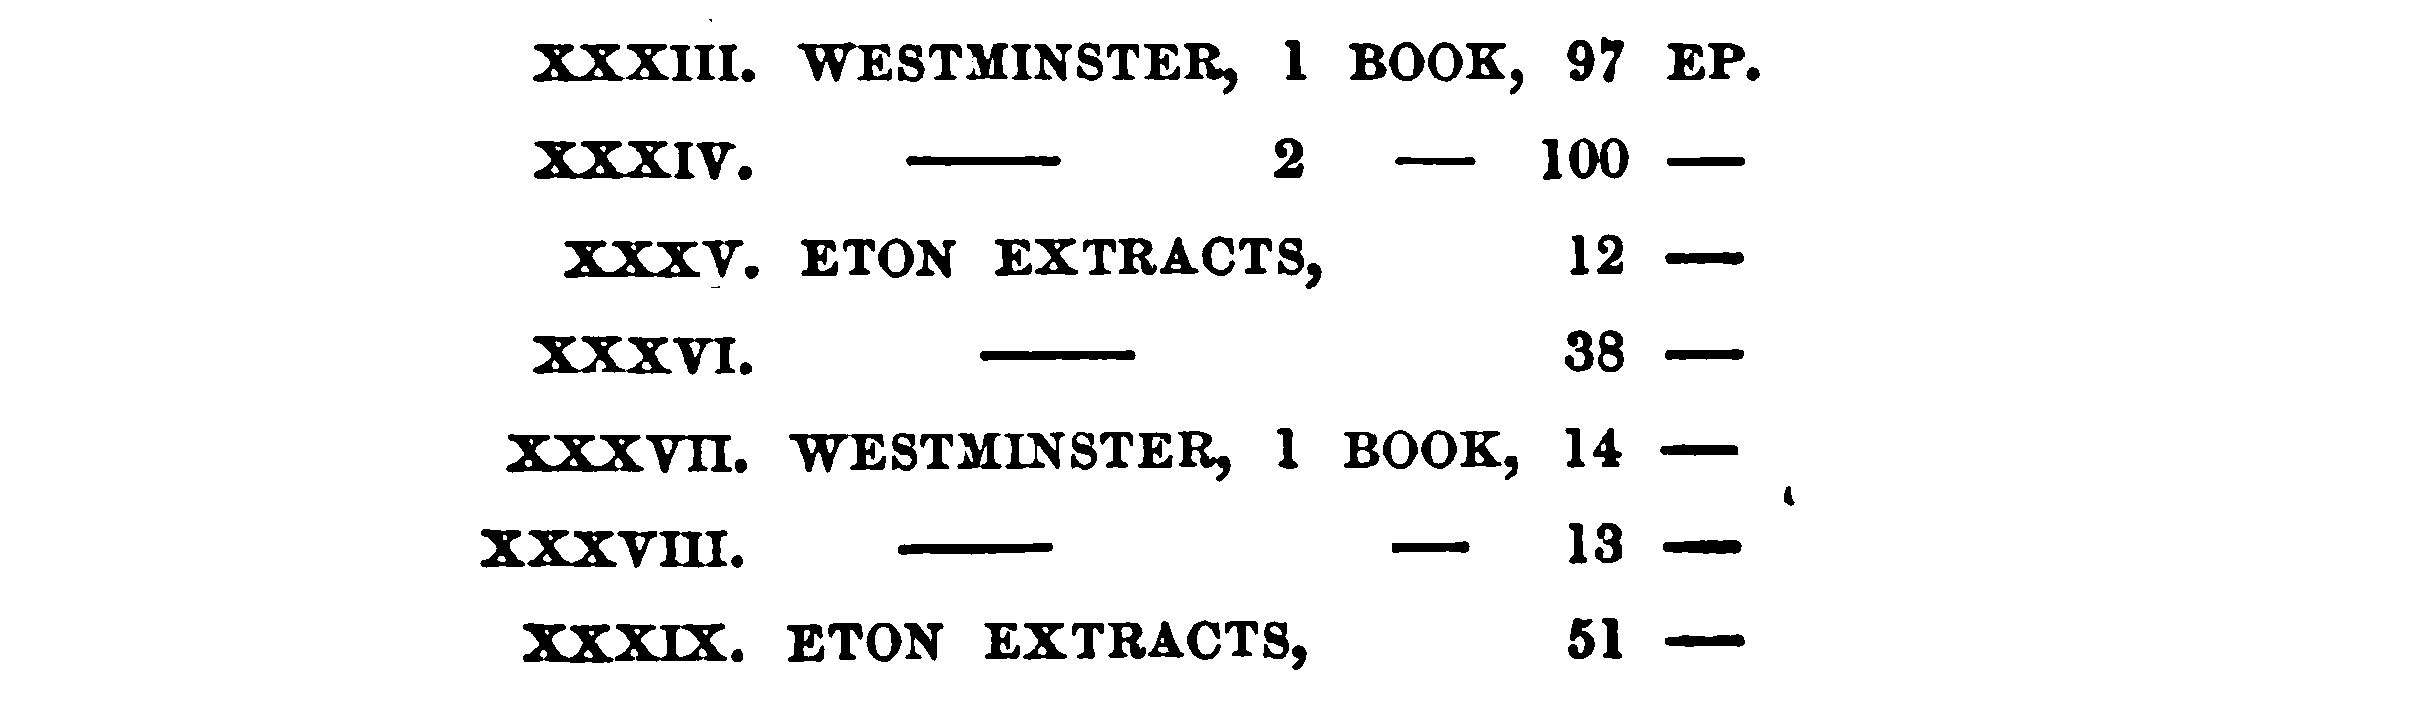 XXXIII. WESTMINSTER, 1 BOOK, 97 EP.
XXXIV. —— 2 — 100 —
XXXV. ETON EXTRACTS, 12 —
XXXVI. —— 38 —
XXXVII. WESTMINSTER, 1 BOOK, 14 —
XXXVIII. —— — 13 —
XXXIX. ETON EXTRACTS, 51 —